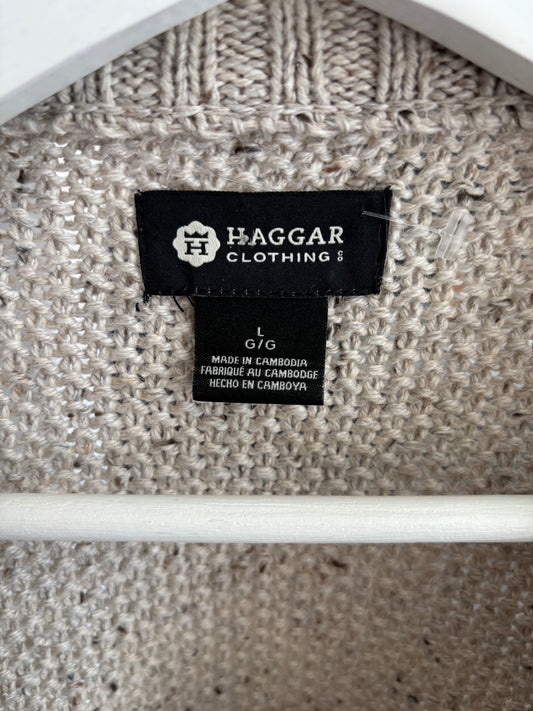 H
HAGGAR
CLOTHING CO
L
G/G
MADE IN CAMBODIA
FABRIQUÉ AU CAMBODGE
HECHO EN CAMBOYA